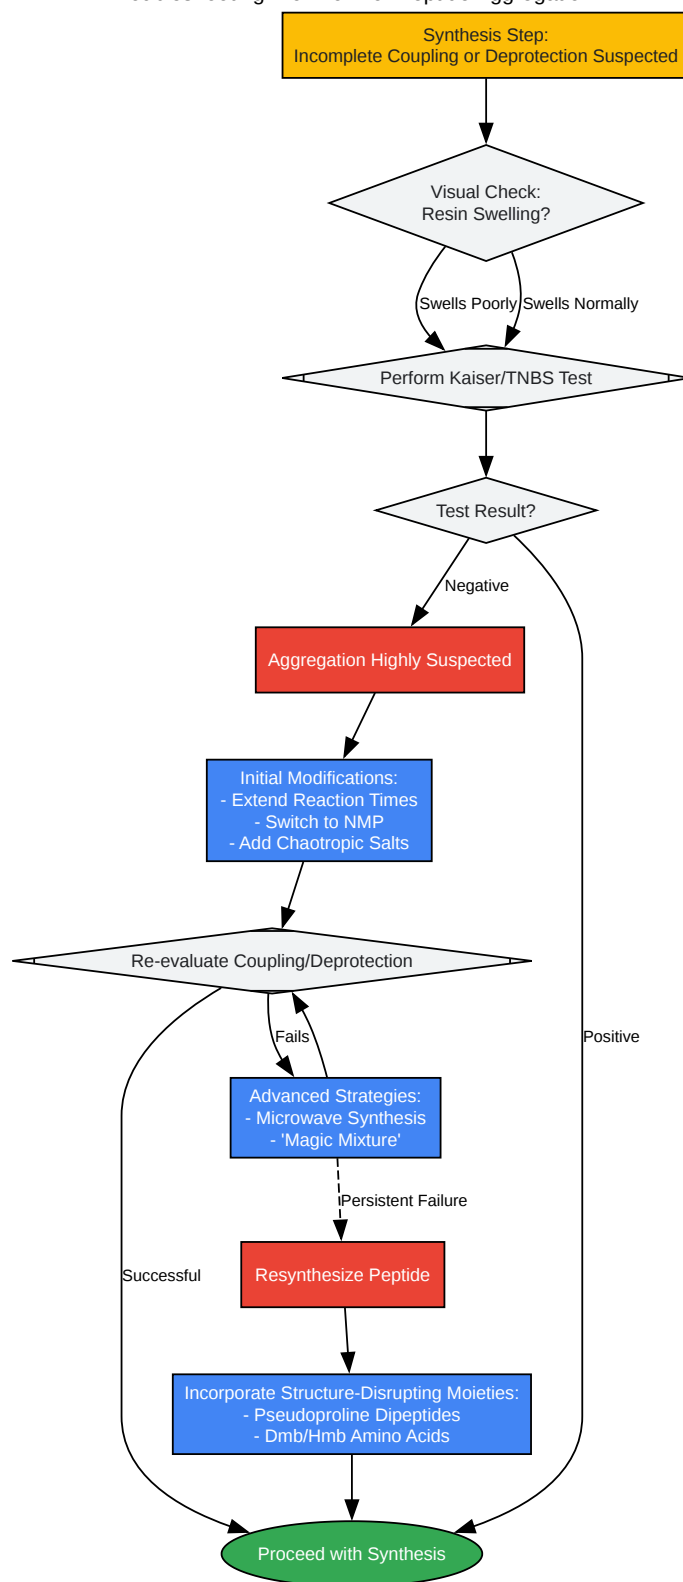 Synthesis Step:
Incomplete Coupling or Deprotection Suspected
Visual Check:
Resin Swelling?
Swells Poorly
Swells Normally
Perform Kaiser/TNBS Test
Test Result?
Negative
Aggregation Highly Suspected
Initial Modifications:
- Extend Reaction Times
- Switch to NMP
- Add Chaotropic Salts
Re-evaluate Coupling/Deprotection
Fails
Positive
Advanced Strategies:
- Microwave Synthesis
- 'Magic Mixture'
Persistent Failure
Successful
Resynthesize Peptide
Incorporate Structure-Disrupting Moieties:
- Pseudoproline Dipeptides
- Dmb/Hmb Amino Acids
Proceed with Synthesis